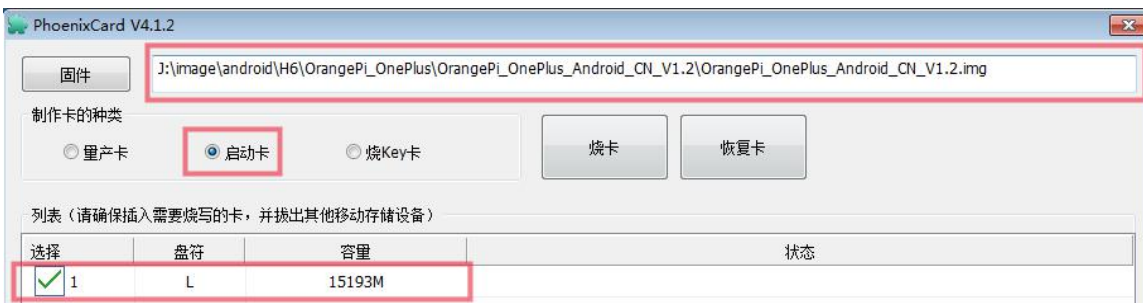 PhoenixCard V4.1.2
固件 J:\image\android\H6\OrangePi_OnePlus\OrangePi_OnePlus_Android_CN_V1.2\OrangePi_OnePlus_Android_CN_V1.2.img
制作卡的种类
量产卡 启动卡 烧Key卡 烧卡 恢复卡
列表（请确保插入需要烧写的卡，并拔出其他移动存储设备）
选择 盘符 容量 状态
1 L 15193M